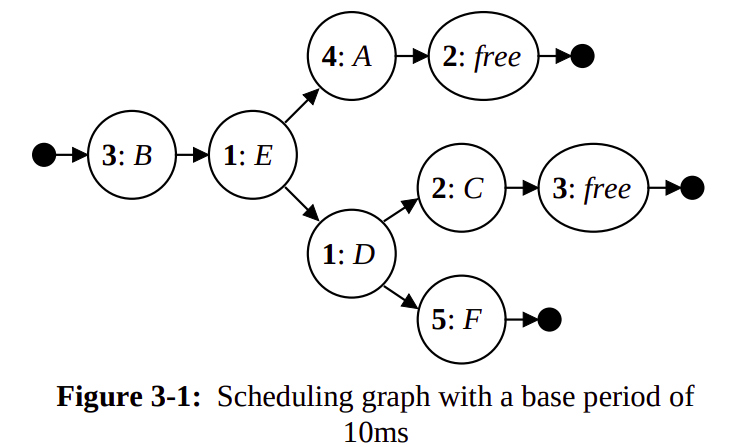 4: A
2: free
3: B
1: E
2: C
3: free
1: D
5: F
Figure 3-1: Scheduling graph with a base period of
10ms